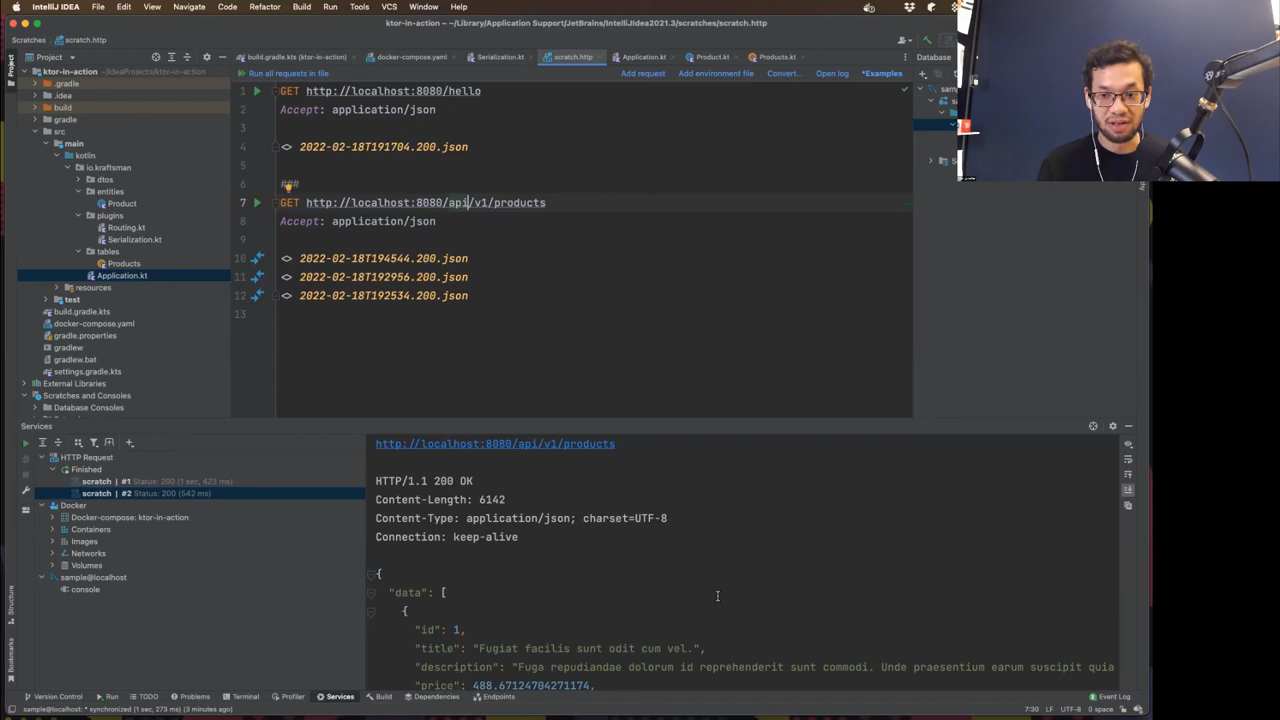 IntelliJ IDEA File Edit View Navigate Code Refactor Build Run Tools VCS Window Help
ktor-in-action – ~/Library/Application Support/JetBrains/IntelliJIdea2021.3/scratches/scratch.http
Scratches scratch.http
Project
build.gradle.kts (ktor-in-action) docker-compose.yaml Serialization.kt scratch.http Application.kt Product.kt Products.kt
Run all requests in file Add request Add environment file Convert... Open log *Examples
Project
ktor-in-action ~/IdeaProjects/ktor-in-action
.gradle
.idea
build
gradle
src
main
kotlin
io.kraftsman
dtos
entities
Product
plugins
Routing.kt
Serialization.kt
tables
Products
Application.kt
resources
test
build.gradle.kts
docker-compose.yaml
gradle.properties
gradlew
gradlew.bat
settings.gradle.kts
External Libraries
Scratches and Consoles
Database Consoles
1 GET http://localhost:8080/hello
2 Accept: application/json
3
4 <> 2022-02-18T191704.200.json
5
6 ###
7 GET http://localhost:8080/api/v1/products
8 Accept: application/json
9
10 <> 2022-02-18T194544.200.json
11 <> 2022-02-18T192956.200.json
12 <> 2022-02-18T192534.200.json
13
Services
HTTP Request
Finished
scratch | #1 Status: 200 (1 sec, 423 ms)
scratch | #2 Status: 200 (542 ms)
Docker
Docker-compose: ktor-in-action
Containers
Images
Networks
Volumes
sample@localhost
console
http://localhost:8080/api/v1/products
HTTP/1.1 200 OK
Content-Length: 6142
Content-Type: application/json; charset=UTF-8
Connection: keep-alive
{
"data": [
{
"id": 1,
"title": "Fugiat facilis sunt odit cum vel.",
"description": "Fuga repudiandae dolorum id reprehenderit sunt commodi. Unde praesentium earum suscipit quia
"price": 488.67124704271174,
Structure
Bookmarks
Version Control Run TODO Problems Terminal Profiler Services Build Dependencies Endpoints Event Log
sample@localhost: * synchronized (1 sec, 273 ms) (3 minutes ago) 7:30 LF UTF-8 0 space